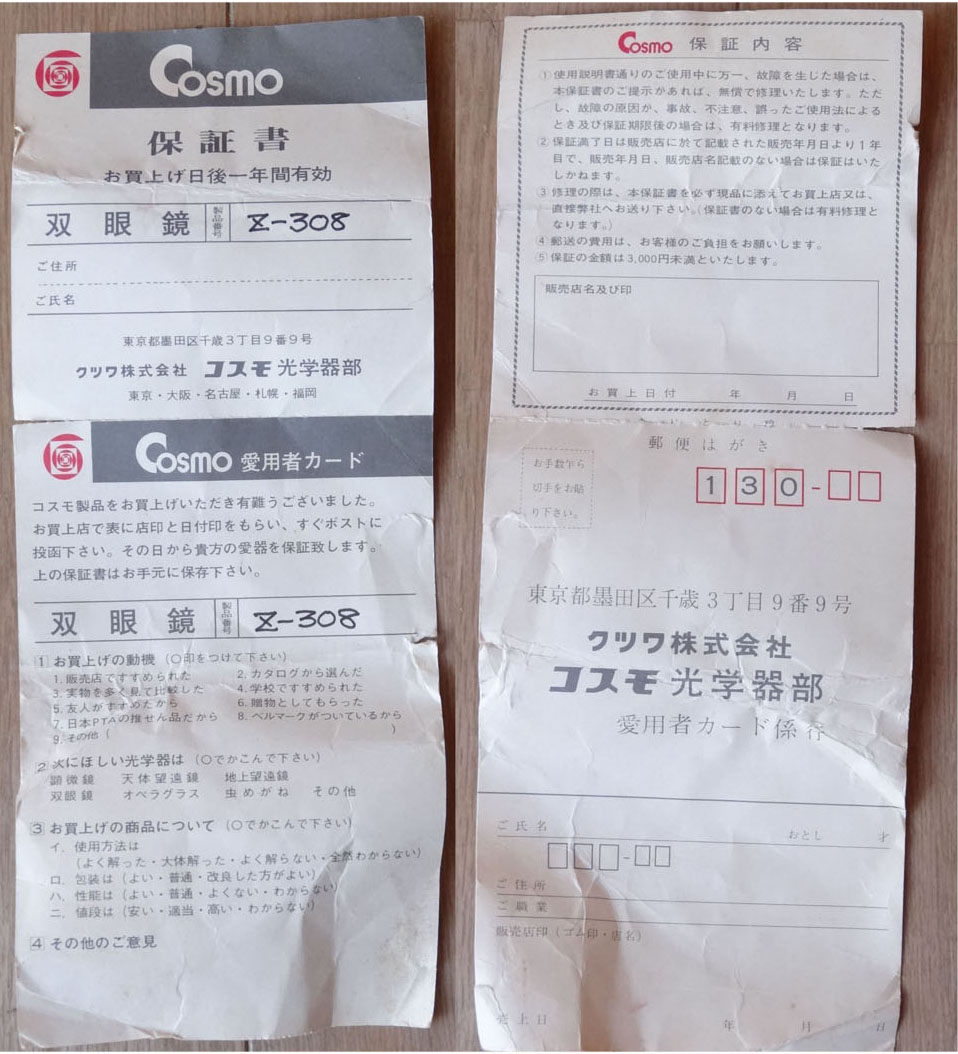 Cosmo
保証書
お買上げ日後一年間有効
双眼鏡 製品番号 Z-308
ご住所
ご氏名
東京都墨田区千歳3丁目9番9号
クツワ株式会社 コスモ光学器部
東京・大阪・名古屋・札幌・福岡
Cosmo 愛用者カード
コスモ製品をお買上げいただき有難うございました。
お買上店で表に店印と日付印をもらい、すぐポストに
投函下さい。その日から貴方の愛器を保証致します。
上の保証書はお手元に保存下さい。
双眼鏡 製品番号 Z-308
1 お買上げの動機（○印をつけて下さい）
1. 販売店ですすめられた 2. カタログから選んだ
3. 実物を多く見て比較した 4. 学校ですすめられた
5. 友人がすすめたから 6. 贈物としてもらった
7. 日本PTAの推せん品だから 8. ベルマークがついているから
9. その他（ ）
2 次にほしい光学器は（○でかこんで下さい）
顕微鏡 天体望遠鏡 地上望遠鏡
双眼鏡 オペラグラス 虫めがね その他
3 お買上げの商品について（○でかこんで下さい）
イ. 使用方法は
（よく解った・大体解った・よく解らない・全然わからない）
ロ. 包装は（よい・普通・改良した方がよい）
ハ. 性能は（よい・普通・よくない・わからない）
ニ. 値段は（安い・適当・高い・わからない）
4 その他のご意見
Cosmo 保証内容
①使用説明書通りのご使用中に万一、故障を生じた場合は、
本保証書のご提示があれば、無償で修理いたします。ただ
し、故障の原因が、事故、不注意、誤ったご使用法による
とき及び保証期限後の場合は、有料修理となります。
②保証満了日は販売店に於て記載された販売年月日より1年
目で、販売年月日、販売店名記載のない場合は保証はいた
しかねます。
③修理の際は、本保証書を必ず現品に添えてお買上店又は、
直接弊社へお送り下さい。（保証書のない場合は有料修理と
なります。）
④郵送の費用は、お客様のご負担をお願いします。
⑤保証の金額は3,000円未満といたします。
販売店名及び印
お買上日付 年 月 日
郵便はがき
お手数乍ら
切手をお貼
り下さい。
130-
東京都墨田区千歳3丁目9番9号
クツワ株式会社
コスモ光学器部
愛用者カード係行
ご氏名 おとし 才
ご住所
ご職業
販売店印（ゴム印・店名）
売上日 年 月 日